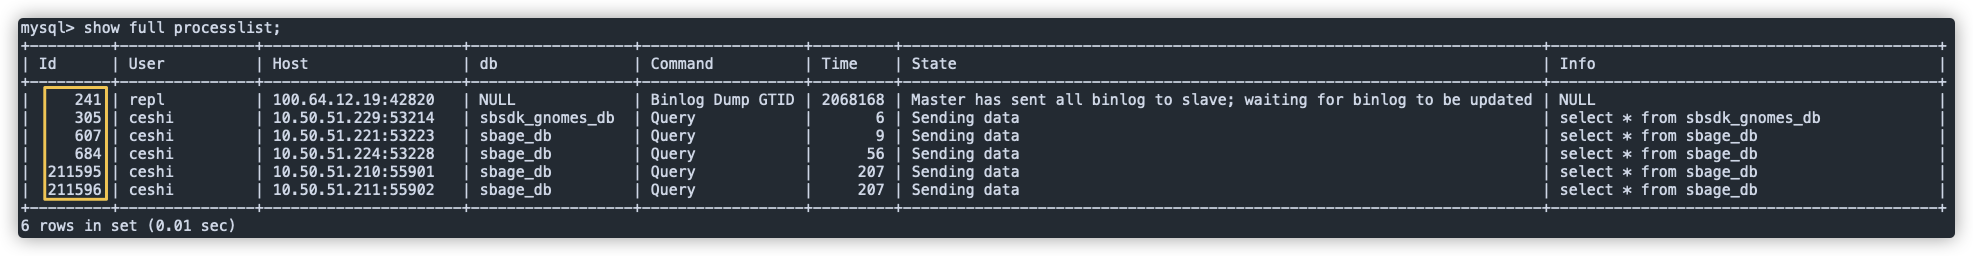 mysql> show full processlist;
+---------+---------------+----------------------+------------------+------------------+---------+----------------------------------------------------------------------+-------------------------------------------+
| Id | User | Host | db | Command | Time | State | Info |
+---------+---------------+----------------------+------------------+------------------+---------+----------------------------------------------------------------------+-------------------------------------------+
| 241 | repl | 100.64.12.19:42820 | NULL | Binlog Dump GTID | 2068168 | Master has sent all binlog to slave; waiting for binlog to be updated | NULL |
| 305 | ceshi | 10.50.51.229:53214 | sbsdk_gnomes_db | Query | 6 | Sending data | select * from sbsdk_gnomes_db |
| 607 | ceshi | 10.50.51.221:53223 | sbage_db | Query | 9 | Sending data | select * from sbage_db |
| 684 | ceshi | 10.50.51.224:53228 | sbage_db | Query | 56 | Sending data | select * from sbage_db |
| 211595 | ceshi | 10.50.51.210:55901 | sbage_db | Query | 207 | Sending data | select * from sbage_db |
| 211596 | ceshi | 10.50.51.211:55902 | sbage_db | Query | 207 | Sending data | select * from sbage_db |
+---------+---------------+----------------------+------------------+------------------+---------+----------------------------------------------------------------------+-------------------------------------------+
6 rows in set (0.01 sec)